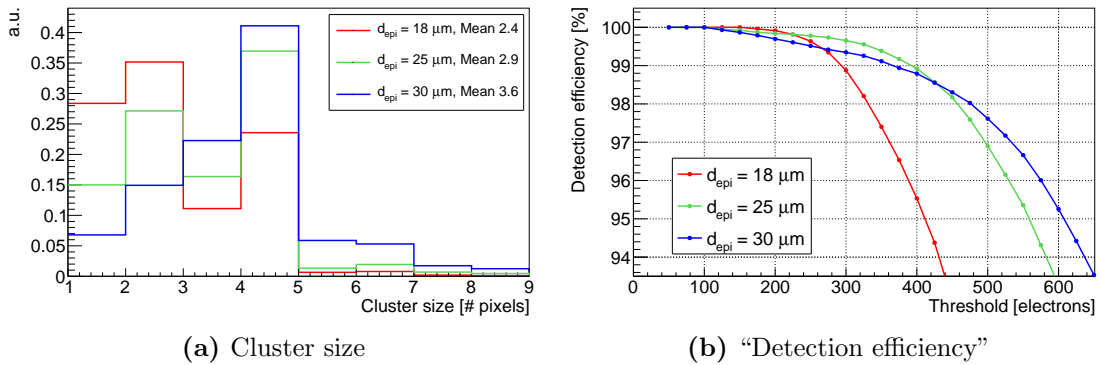 a.u.
0.4
0.35
0.3
0.25
0.2
0.15
0.1
0.05
0
1 2 3 4 5 6 7 8 9
Cluster size [# pixels]
d_epi = 18 μm, Mean 2.4
d_epi = 25 μm, Mean 2.9
d_epi = 30 μm, Mean 3.6
(a) Cluster size
Detection efficiency [%]
100
99
98
97
96
95
94
0 100 200 300 400 500 600
Threshold [electrons]
d_epi = 18 μm
d_epi = 25 μm
d_epi = 30 μm
(b) “Detection efficiency”